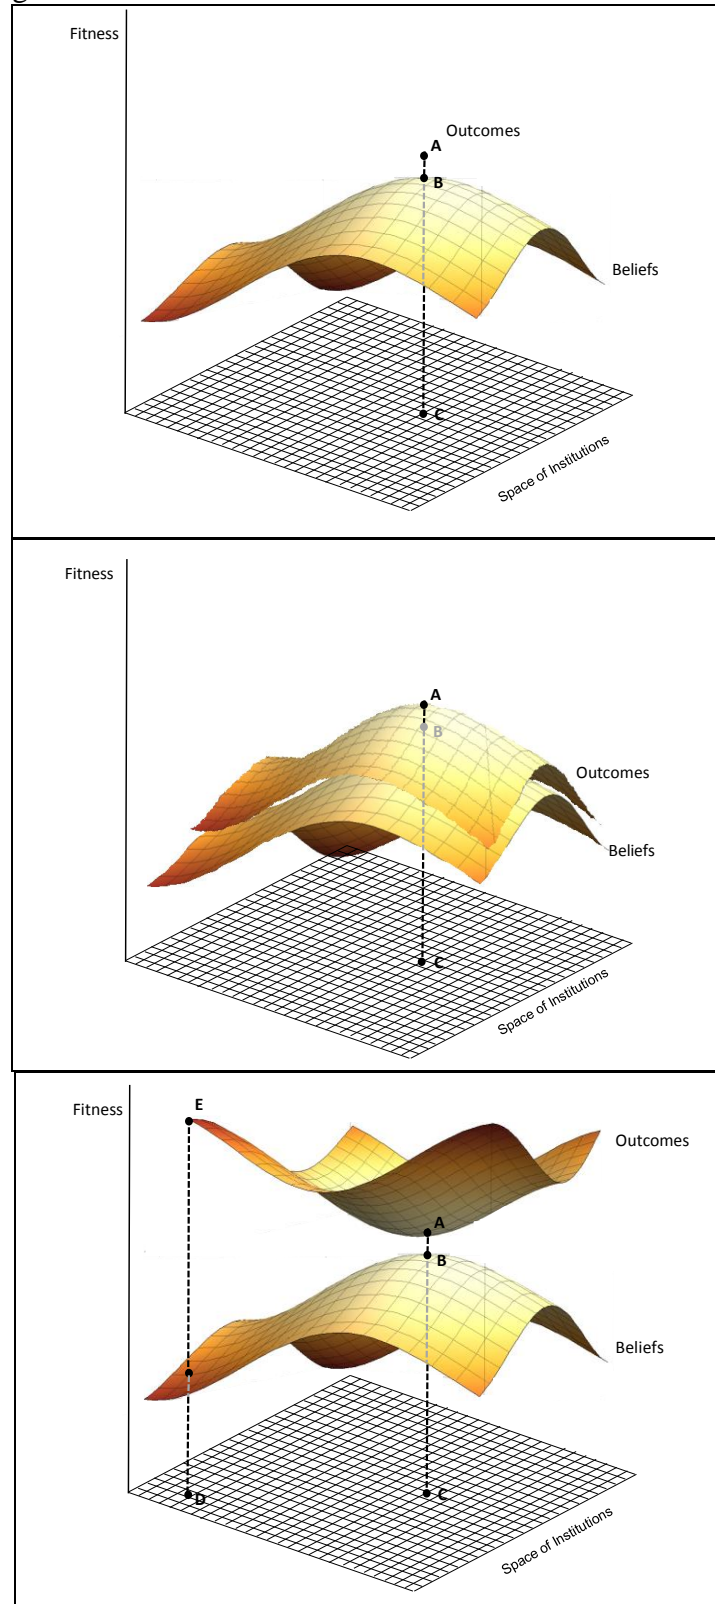 Fitness
Outcomes
A
B
Beliefs
C
Space of Institutions
Fitness
A
B
Outcomes
Beliefs
C
Space of Institutions
Fitness
E
Outcomes
A
B
Beliefs
D
C
Space of Institutions